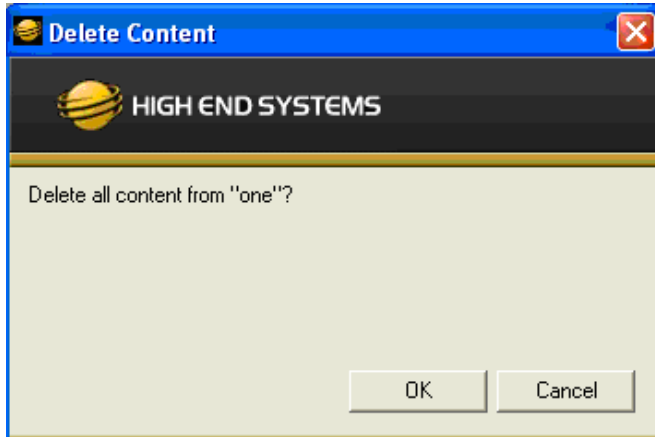 Delete Content
HIGH END SYSTEMS
Delete all content from "one"?
OK
Cancel